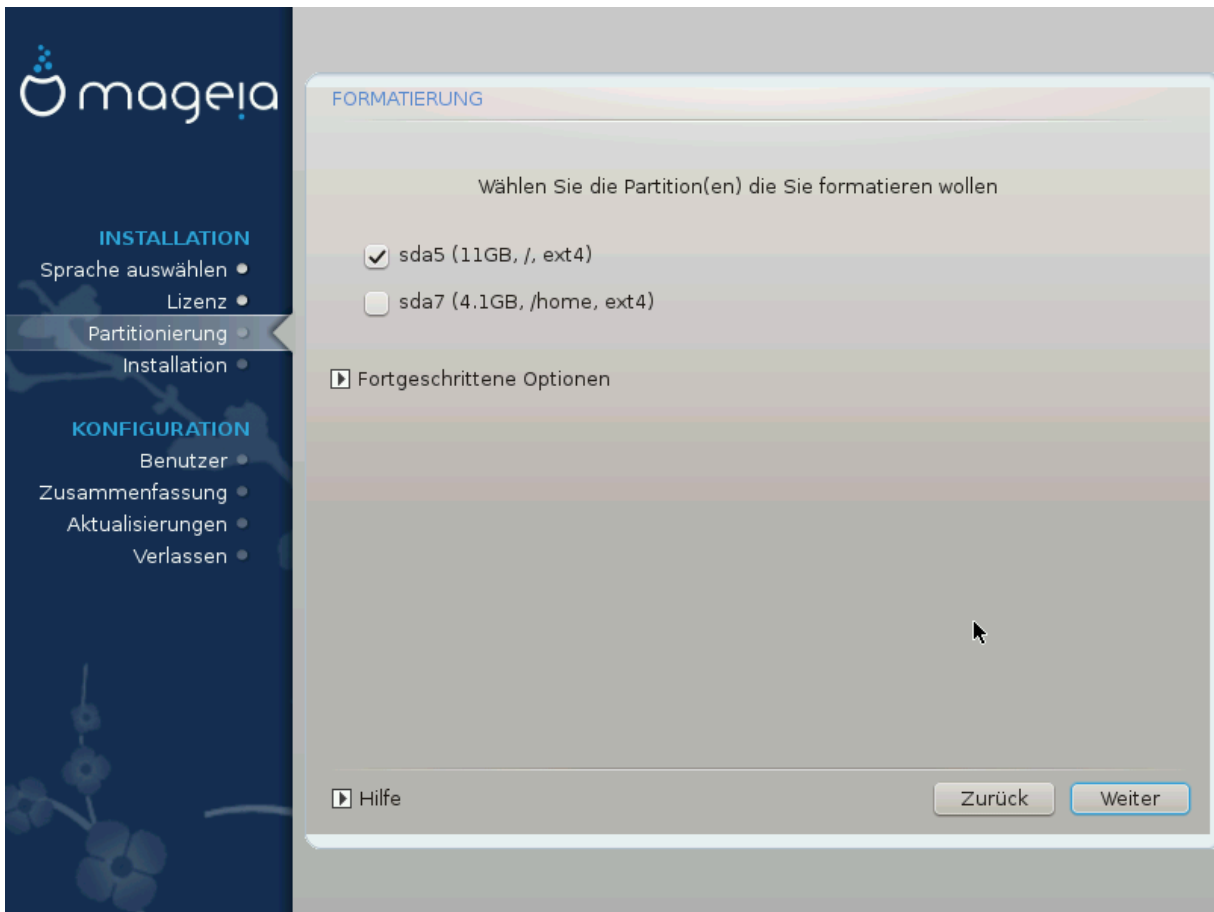 mageia
INSTALLATION
Sprache auswählen
Lizenz
Partitionierung
Installation
KONFIGURATION
Benutzer
Zusammenfassung
Aktualisierungen
Verlassen
FORMATIERUNG
Wählen Sie die Partition(en) die Sie formatieren wollen
sda5 (11GB, /, ext4)
sda7 (4.1GB, /home, ext4)
Fortgeschrittene Optionen
Hilfe
Zurück
Weiter